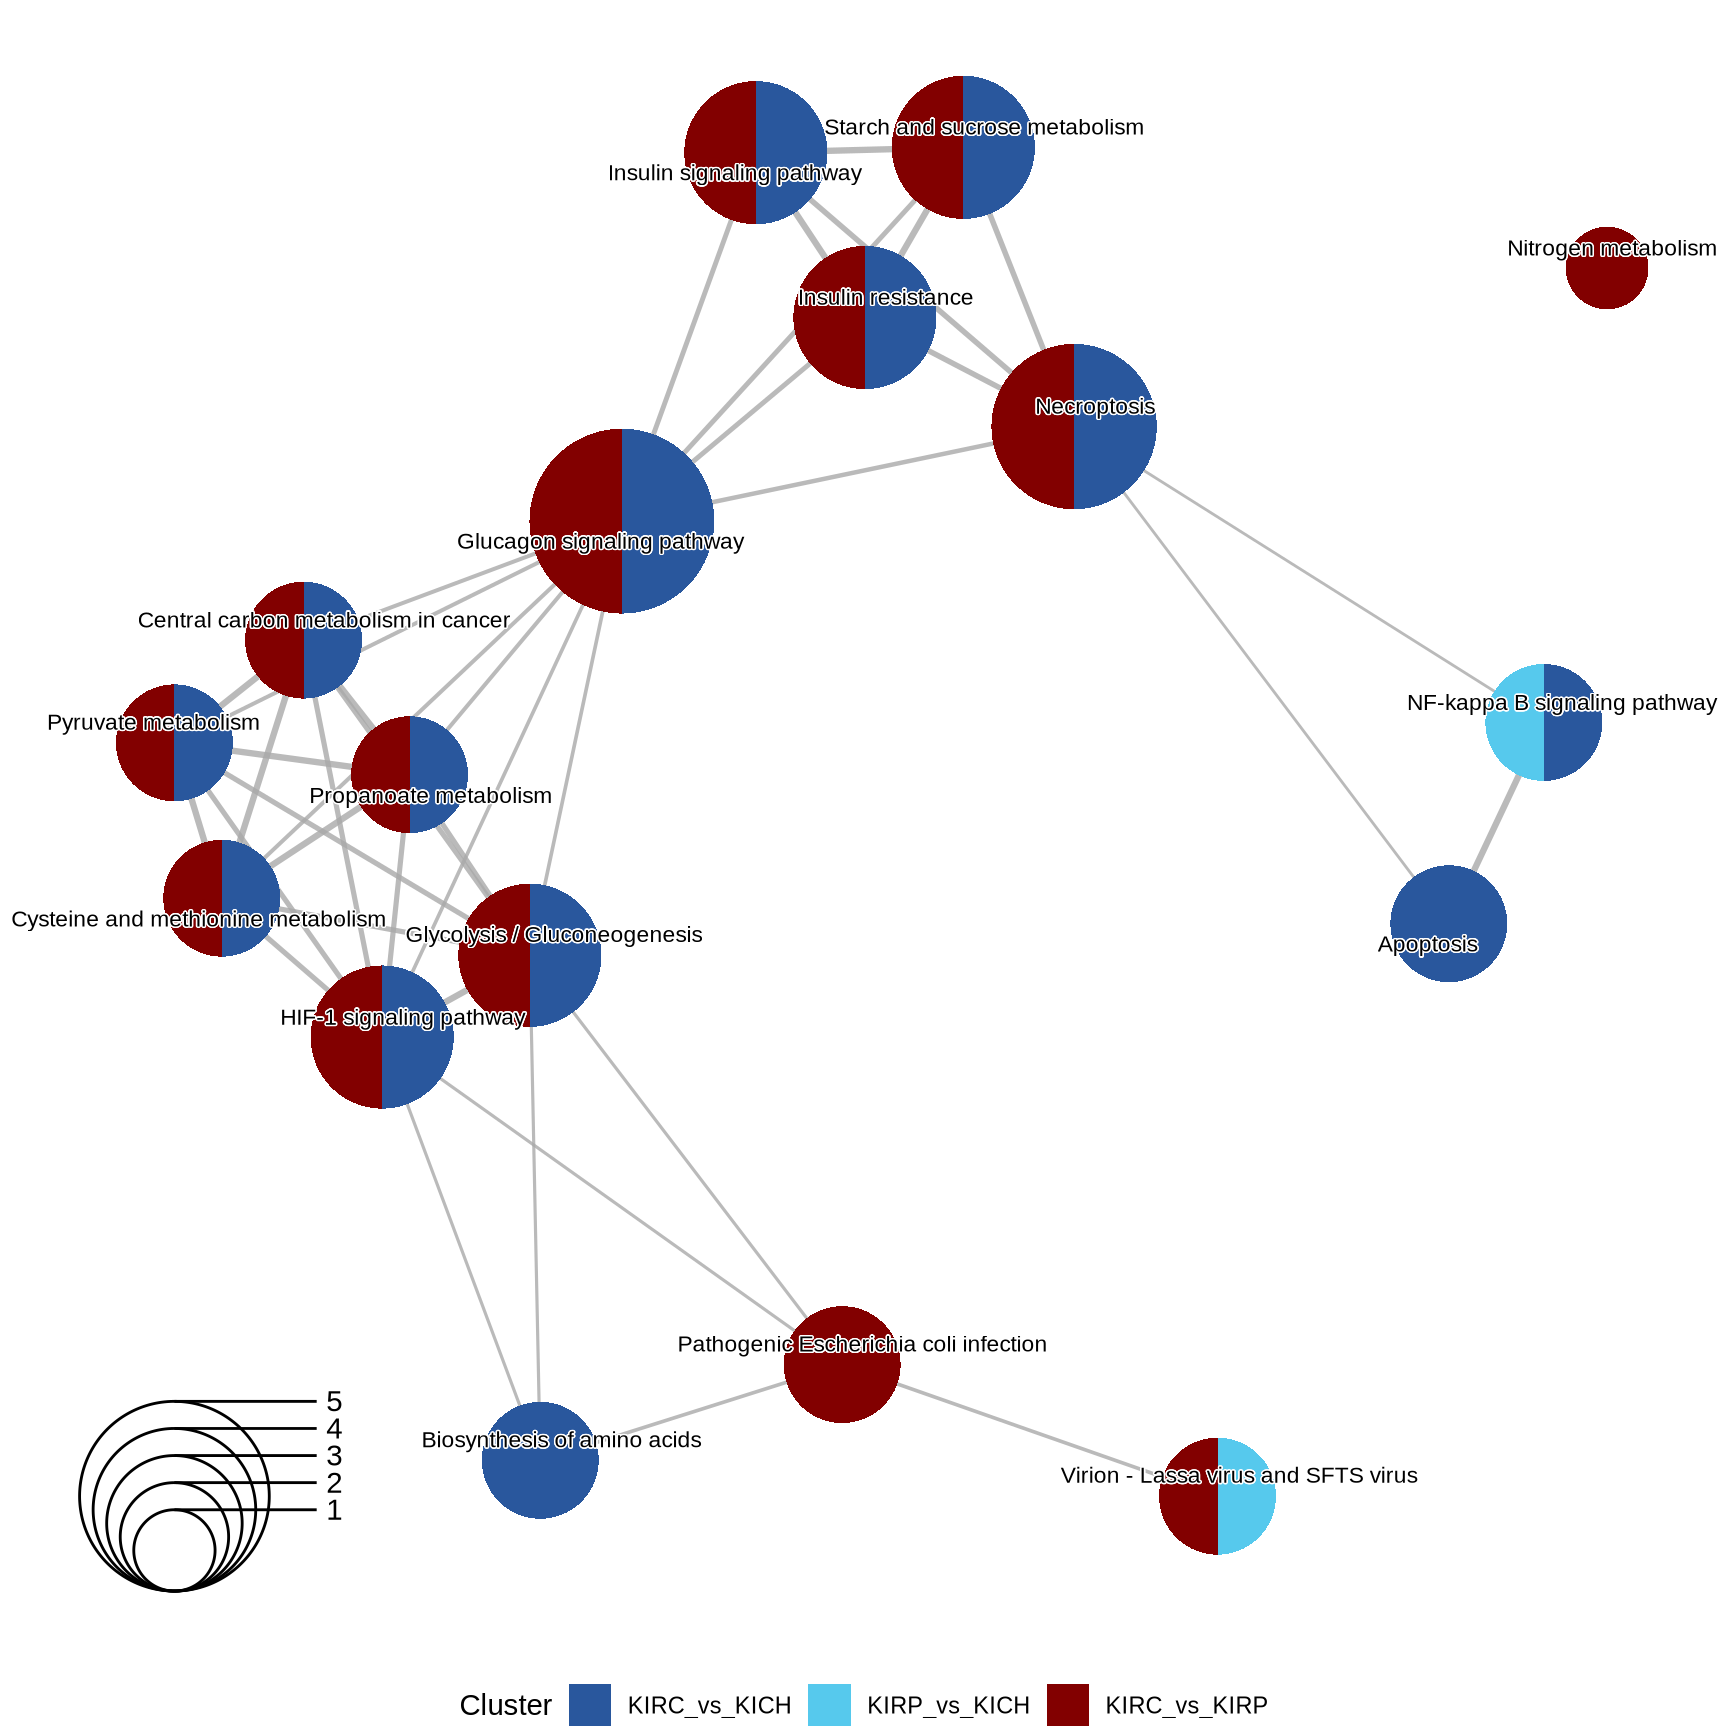 Starch and sucrose metabolism
Insulin signaling pathway
Nitrogen metabolism
Insulin resistance
Necroptosis
Glucagon signaling pathway
Central carbon metabolism in cancer
NF-kappa B signaling pathway
Pyruvate metabolism
Propanoate metabolism
Cysteine and methionine metabolism
Glycolysis / Gluconeogenesis
Apoptosis
HIF-1 signaling pathway
Pathogenic Escherichia coli infection
Biosynthesis of amino acids
Virion - Lassa virus and SFTS virus
5
4
3
2
1
Cluster KIRC_vs_KICH KIRP_vs_KICH KIRC_vs_KIRP